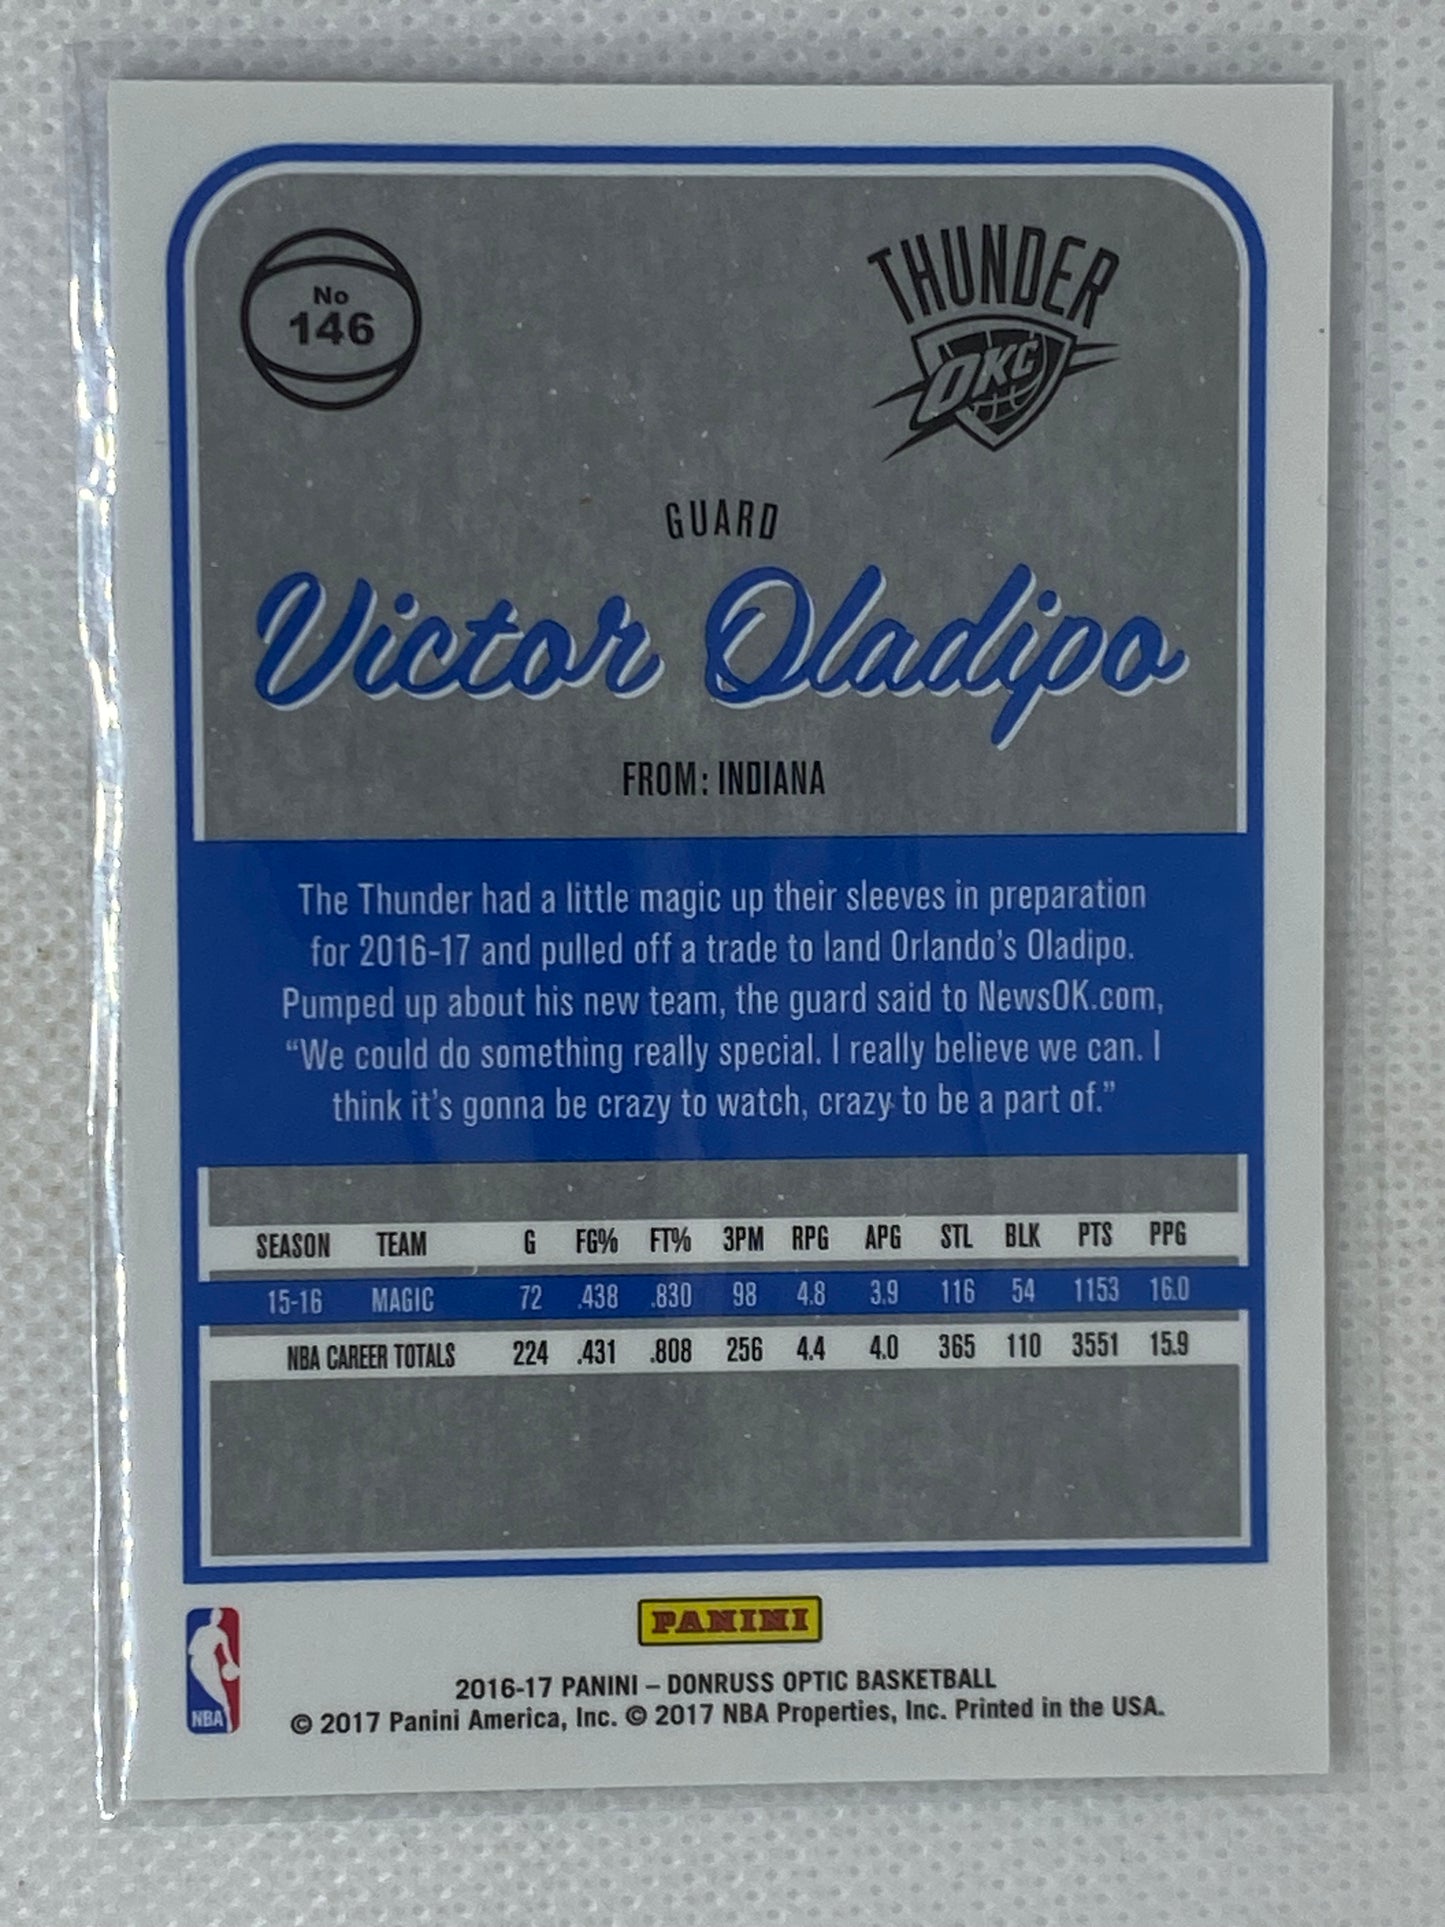 No
146
THUNDER
OKC
GUARD
Victor Oladipo
FROM: INDIANA
The Thunder had a little magic up their sleeves in preparation
for 2016-17 and pulled off a trade to land Orlando's Oladipo.
Pumped up about his new team, the guard said to NewsOK.com,
“We could do something really special. I really believe we can. I
think it's gonna be crazy to watch, crazy to be a part of.”
SEASON TEAM G FG% FT% 3PM RPG APG STL BLK PTS PPG
15-16 MAGIC 72 .438 .830 98 4.8 3.9 116 54 1153 16.0
NBA CAREER TOTALS 224 .431 .808 256 4.4 4.0 365 110 3551 15.9
PANINI
NBA
2016-17 PANINI – DONRUSS OPTIC BASKETBALL
© 2017 Panini America, Inc. © 2017 NBA Properties, Inc. Printed in the USA.